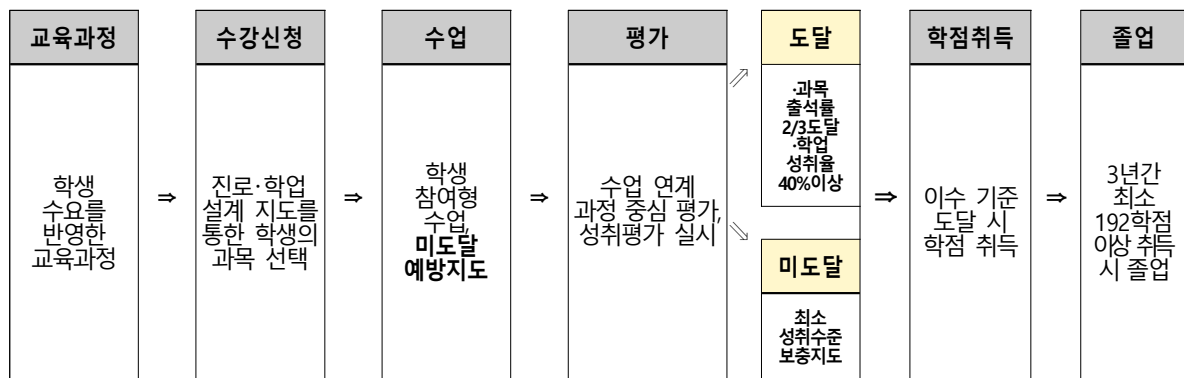 교육과정
학생
수요를
반영한
교육과정
⇒
수강신청
진로·학업
설계 지도를
통한 학생의
과목 선택
⇒
수업
학생
참여형
수업,
미도달
예방지도
⇒
평가
수업 연계
과정 중심 평가,
성취평가 실시
⇗
도달
·과목
출석률
2/3도달
·학업
성취율
40%이상
⇘
미도달
최소
성취수준
보충지도
⇒
학점취득
이수 기준
도달 시
학점 취득
⇒
졸업
3년간
최소
192학점
이상 취득
시 졸업